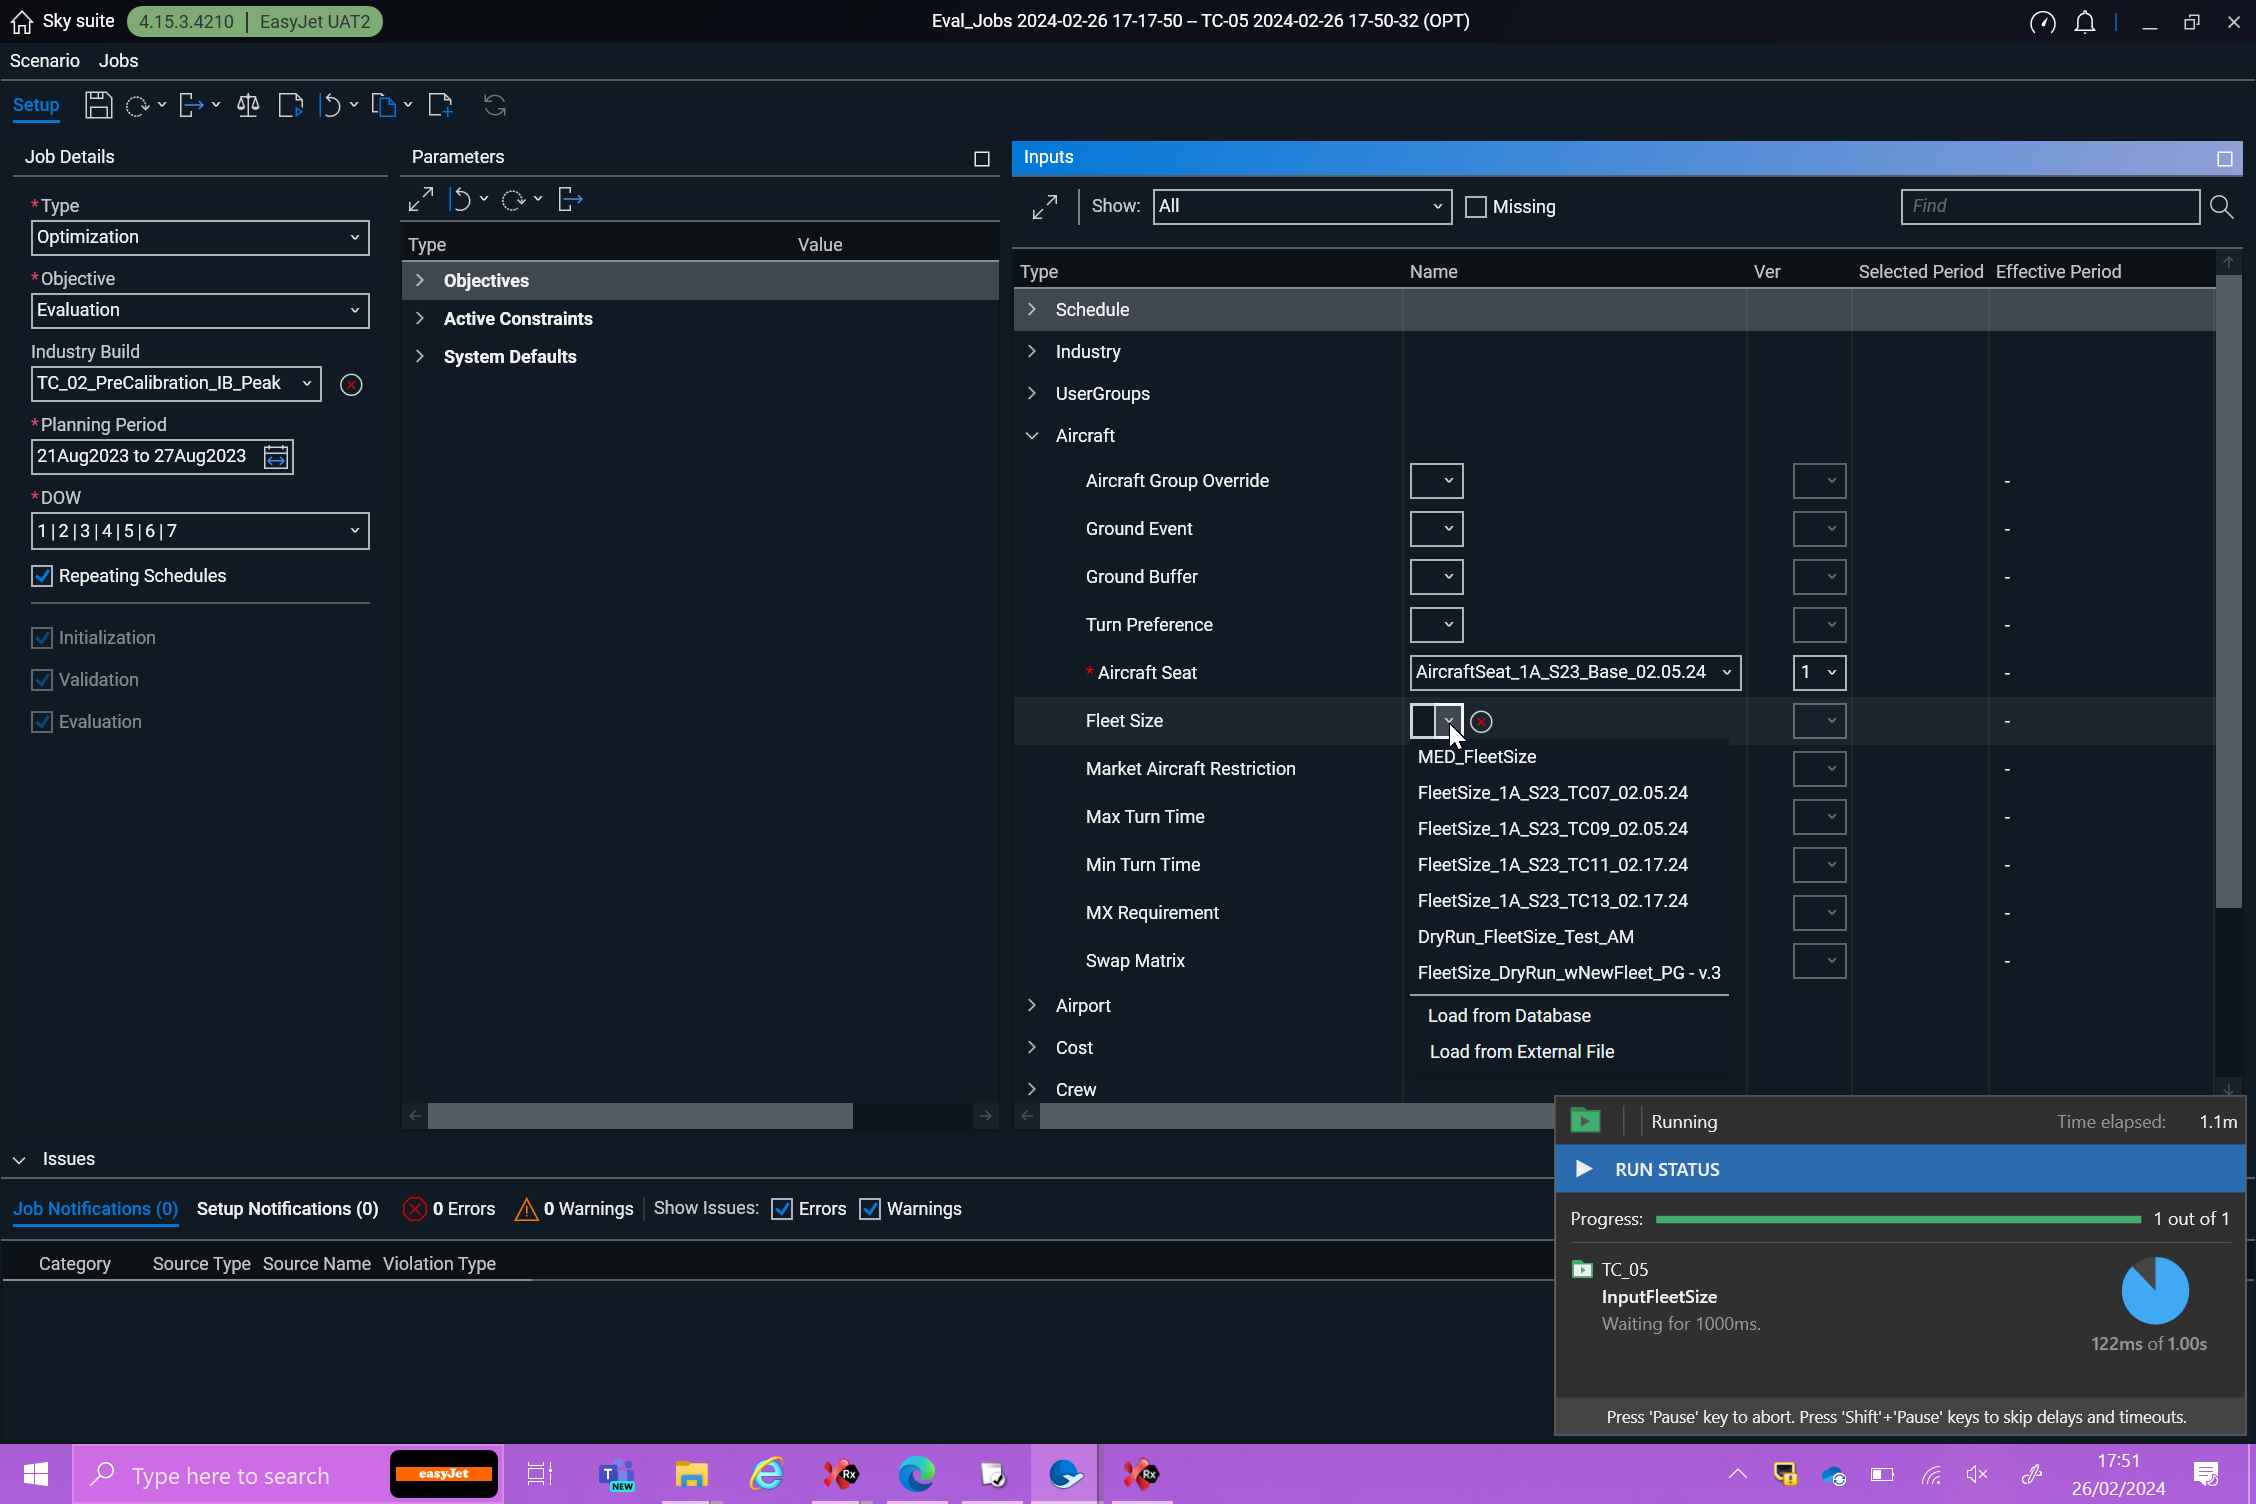 Sky suite
4.15.3.4210 | EasyJet UAT2
Eval_Jobs 2024-02-26 17-17-50 – TC-05 2024-02-26 17-50-32 (OPT)
Scenario Jobs
Setup
Job Details
*Type
Optimization
*Objective
Evaluation
Industry Build
TC_02_PreCalibration_IB_Peak
*Planning Period
21Aug2023 to 27Aug2023
*DOW
1|2|3|4|5|6|7
Repeating Schedules
Initialization
Validation
Evaluation
Parameters
Type Value
Objectives
Active Constraints
System Defaults
Inputs
Show: All Missing Find
Type Name Ver Selected Period Effective Period
Schedule
Industry
UserGroups
Aircraft
Aircraft Group Override -
Ground Event -
Ground Buffer -
Turn Preference -
* Aircraft Seat AircraftSeat_1A_S23_Base_02.05.24 1 -
Fleet Size -
MED_FleetSize
Market Aircraft Restriction -
FleetSize_1A_S23_TC07_02.05.24
Max Turn Time -
FleetSize_1A_S23_TC09_02.05.24
Min Turn Time -
FleetSize_1A_S23_TC11_02.17.24
MX Requirement -
FleetSize_1A_S23_TC13_02.17.24
DryRun_FleetSize_Test_AM
Swap Matrix -
FleetSize_DryRun_wNewFleet_PG - v.3
Airport
Load from Database
Cost
Load from External File
Crew
Issues
Job Notifications (0) Setup Notifications (0) 0 Errors 0 Warnings Show Issues: Errors Warnings
Category Source Type Source Name Violation Type
Running Time elapsed: 1.1m
RUN STATUS
Progress: 1 out of 1
TC_05
InputFleetSize
Waiting for 1000ms.
122ms of 1.00s
Press 'Pause' key to abort. Press 'Shift'+'Pause' keys to skip delays and timeouts.
Type here to search
easyJet
T
NEW
Rx
Rx
17:51
26/02/2024